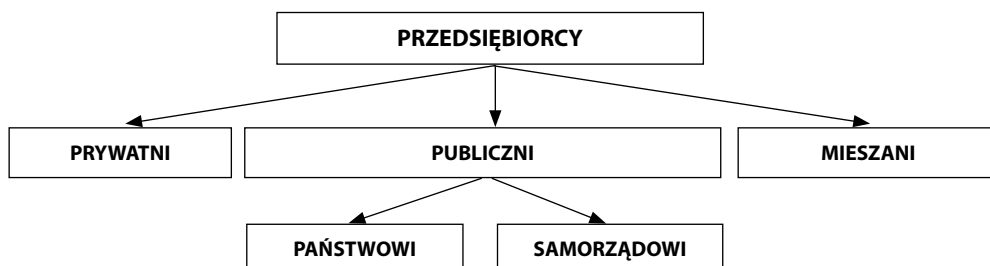 PRZEDSIĘBIORCY
PRYWATNI
PUBLICZNI
MIESZANI
PAŃSTWOWI
SAMORZĄDOWI